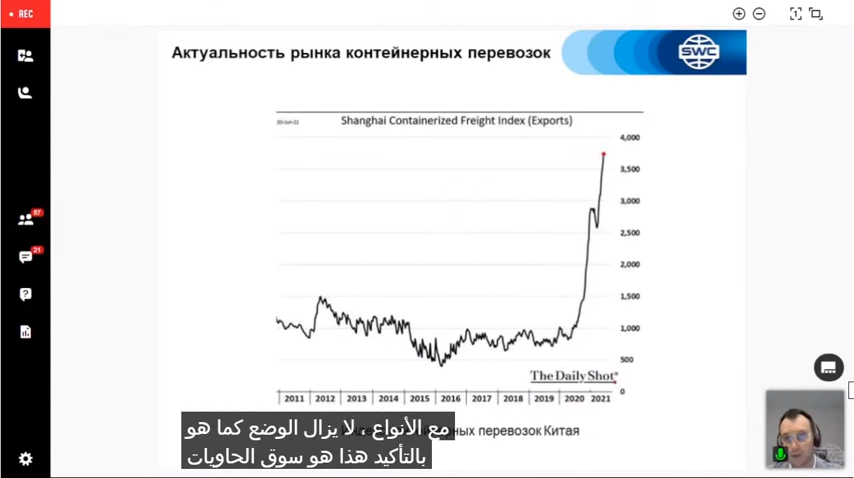 REC
Актуальность рынка контейнерных перевозок
SWC
Shanghai Containerized Freight Index (Exports)
4,000
3,500
3,000
2,500
2,000
1,500
1,000
500
0
The Daily Shot
2011 2012 2013 2014 2015 2016 2017 2018 2019 2020 2021
87
21
مع الأنواع ، لا يزال الوضع كما هو
перевозок Китая
بالتأكيد هذا هو سوق الحاويات